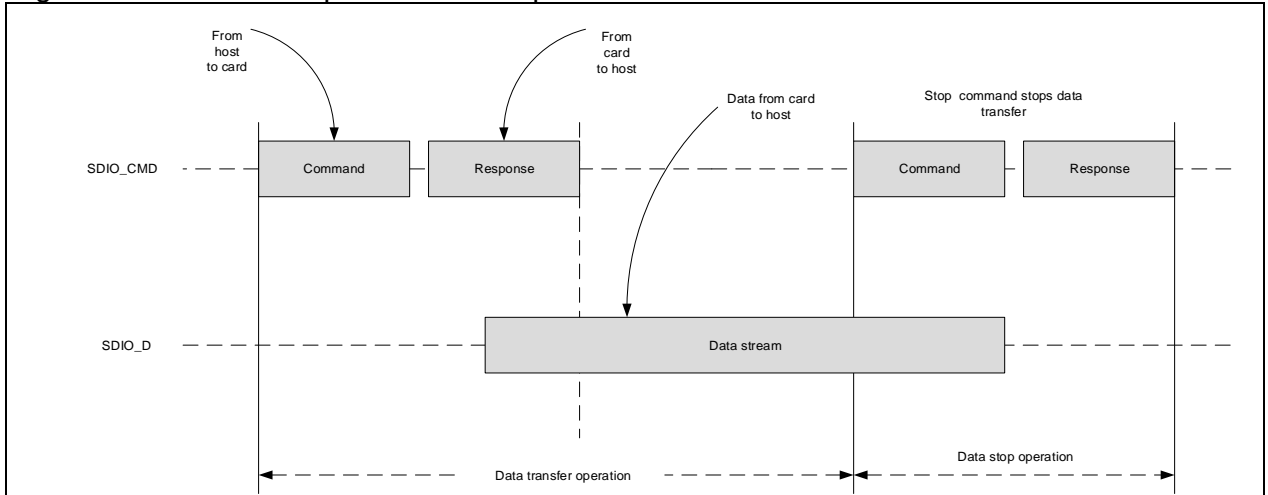 From
host
to card
From
card
to host
Data from card
to host
Stop command stops data
transfer
SDIO_CMD
Command
Response
Command
Response
SDIO_D
Data stream
Data transfer operation
Data stop operation